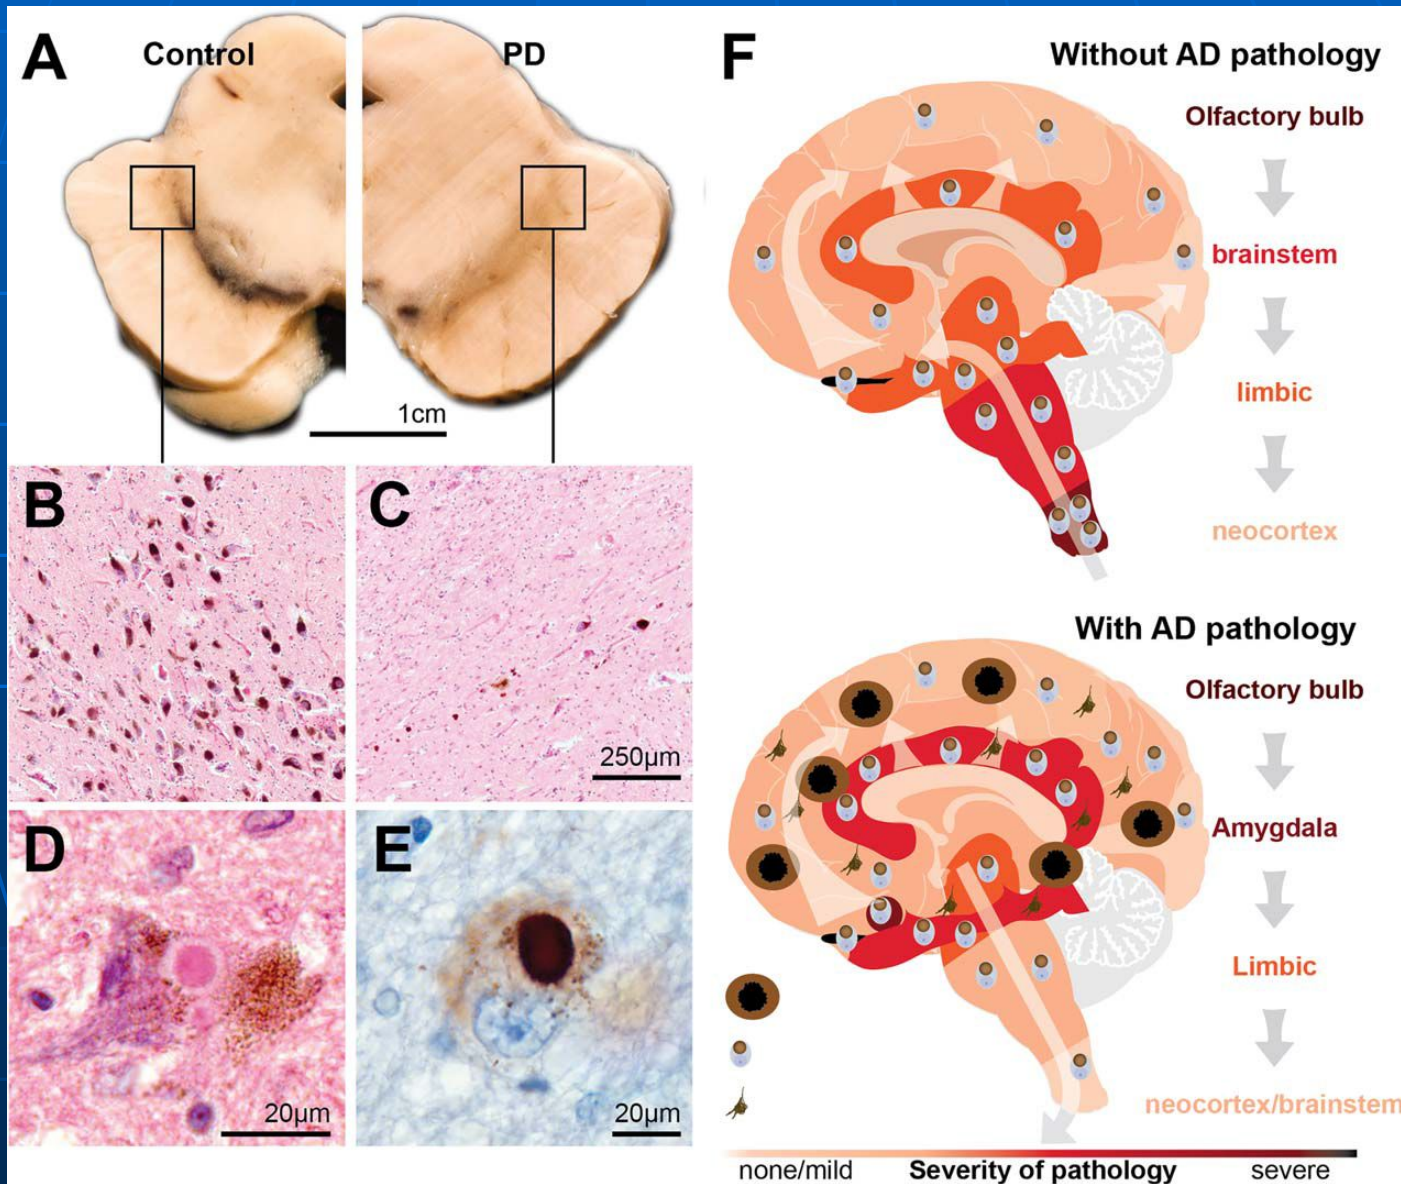 A
Control
PD
1cm
B
C
250µm
D
20µm
E
20µm
F
Without AD pathology
Olfactory bulb
brainstem
limbic
neocortex
With AD pathology
Olfactory bulb
Amygdala
Limbic
neocortex/brainstem
none/mild
Severity of pathology
severe